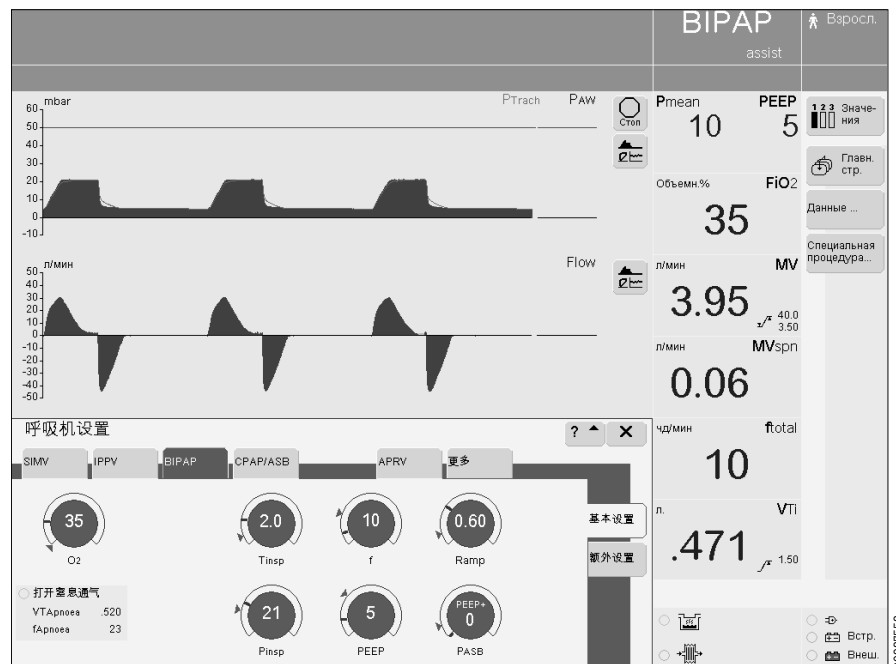 BIPAP
assist
Взросл.
mbar
PTrach
PAW
60
50
40
30
20
10
0
-10
Стоп
л/мин
Flow
50
40
30
20
10
0
-10
-20
-30
-40
-50
Pmean
10
PEEP
5
Объемн.%
FiO2
35
л/мин
MV
3.95
40.0
3.50
л/мин
MVspn
0.06
чд/мин
ftotal
10
л.
VTi
.471
1.50
1 2 3
Значе-
ния
Главн.
стр.
Данные ...
Специальная
процедура...
呼吸机设置
?
SIMV
IPPV
BIPAP
CPAP/ASB
APRV
更多
35
O2
2.0
Tinsp
10
f
0.60
Ramp
基本设置
额外设置
打开窒息通气
VTApnoea .520
fApnoea 23
21
Pinsp
5
PEEP
PEEP+
0
PASB
Встр.
Внеш.